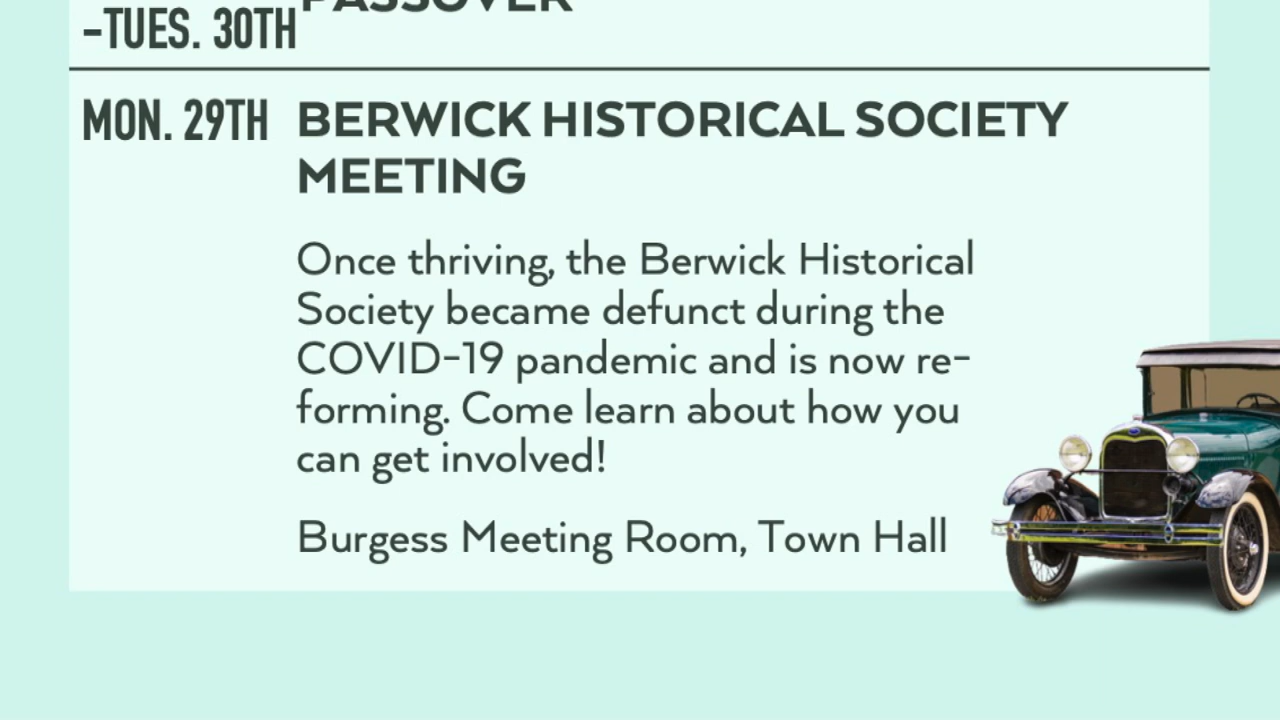 PASSOVER
-TUES. 30TH
MON. 29TH BERWICK HISTORICAL SOCIETY
MEETING
Once thriving, the Berwick Historical
Society became defunct during the
COVID-19 pandemic and is now re-
forming. Come learn about how you
can get involved!
Burgess Meeting Room, Town Hall